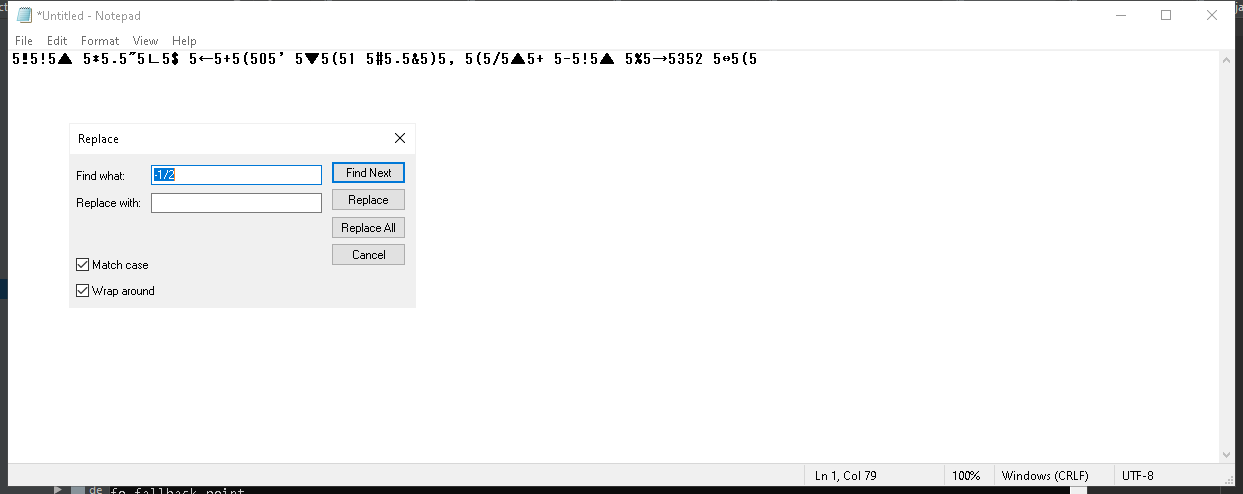 *Untitled - Notepad
File Edit Format View Help
5!5!5▲ 5*5.5~5∟5$ 5←5+5(505' 5▼5(51 5#5.5&5)5, 5(5/5▲5+ 5-5!5▲ 5%5→5352 5↔5(5
Replace
Find what: -1/2 Find Next
Replace with: Replace
Replace All
Cancel
Match case
Wrap around
Ln 1, Col 79 100% Windows (CRLF) UTF-8